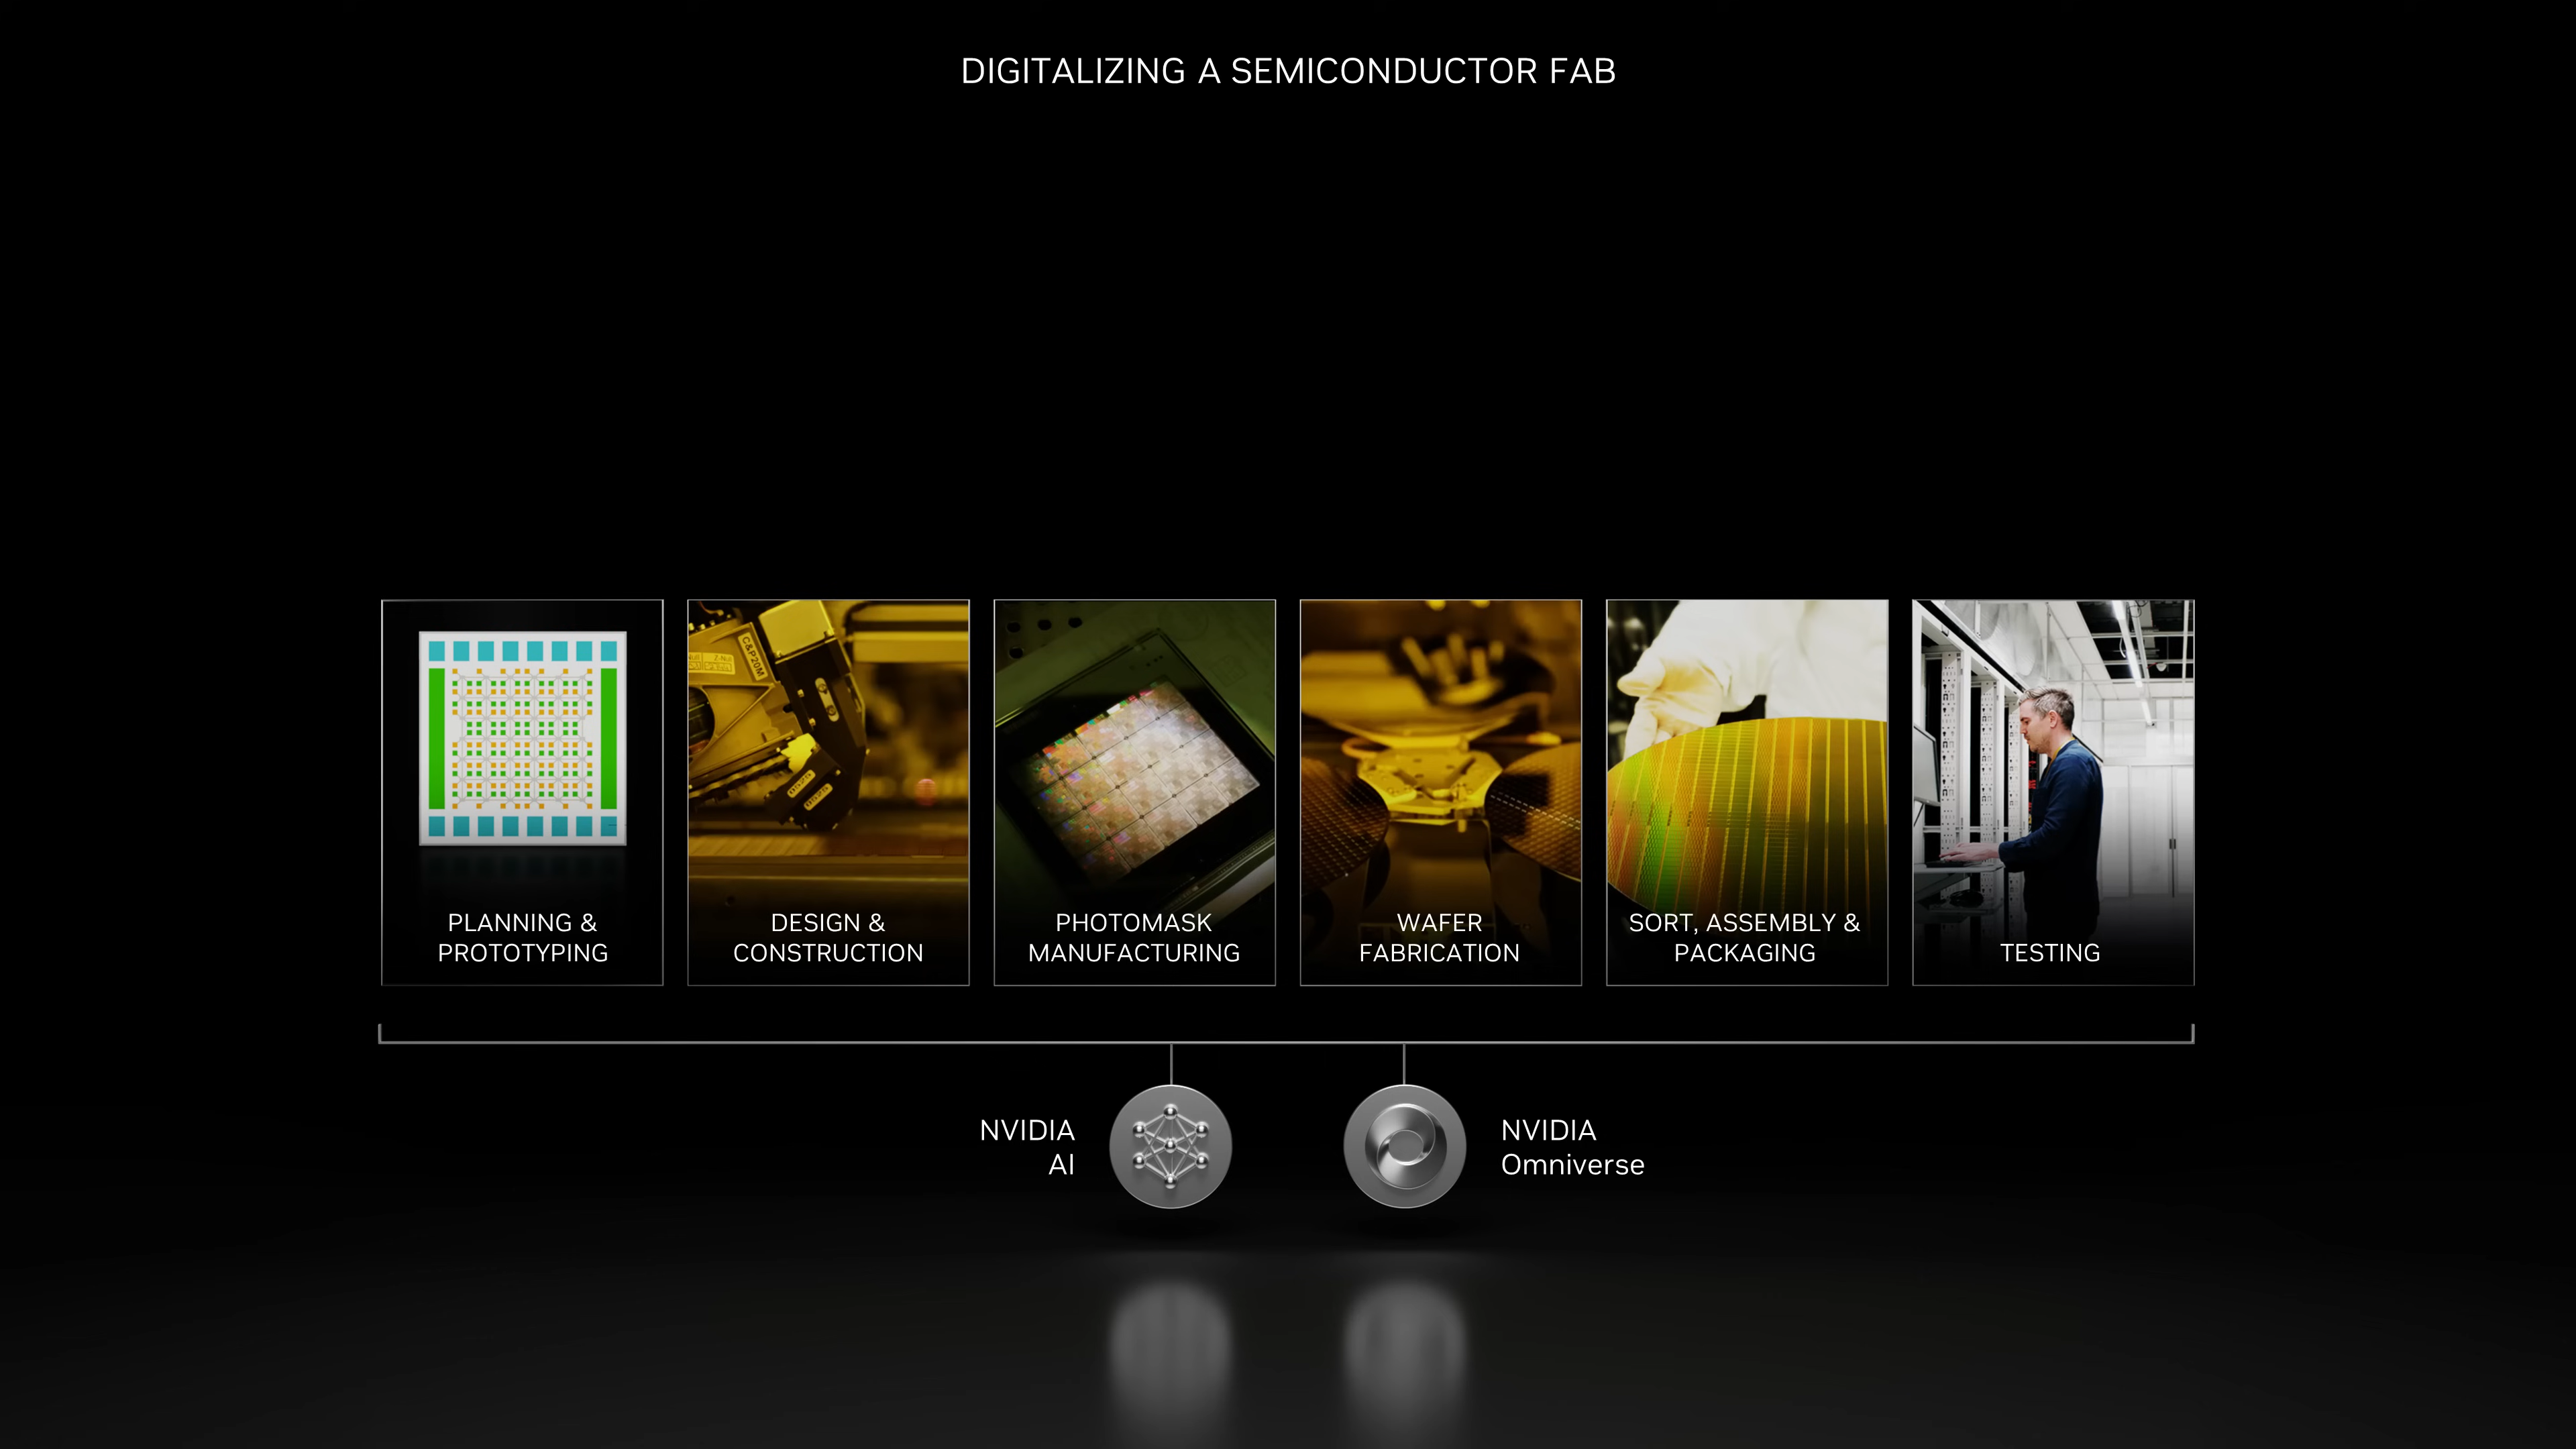 DIGITALIZING A SEMICONDUCTOR FAB
C&P20M
PLANNING &
PROTOTYPING
DESIGN &
CONSTRUCTION
PHOTOMASK
MANUFACTURING
WAFER
FABRICATION
SORT, ASSEMBLY &
PACKAGING
TESTING
NVIDIA
AI
NVIDIA
Omniverse